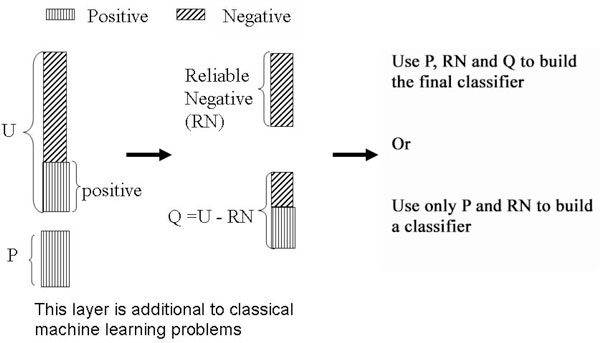 Positive
Negative
U
positive
P
Reliable
Negative
(RN)
Q =U - RN
Use P, RN and Q to build
the final classifier
Or
Use only P and RN to build
a classifier
This layer is additional to classical
machine learning problems